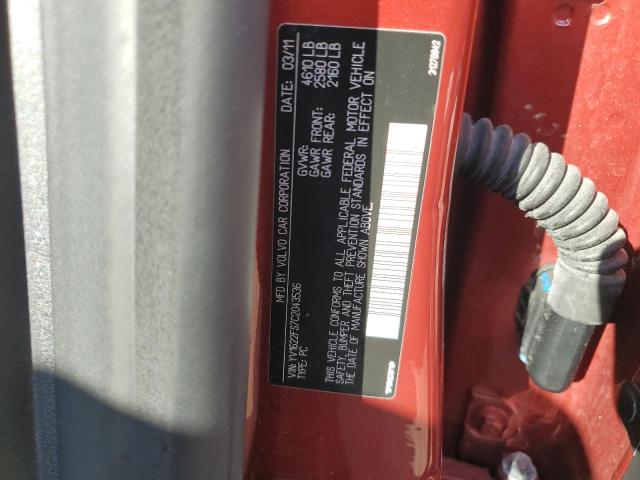 MFD BY VOLVO CAR CORPORATION DATE: 03/11
GVWR: 4610 LB
GAWR FRONT: 2580 LB
GAWR REAR: 2160 LB
VIN: YV1622FS7C2043536
TYPE: PC
THIS VEHICLE CONFORMS TO ALL APPLICABLE FEDERAL MOTOR VEHICLE
SAFETY, BUMPER AND THEFT PREVENTION STANDARDS IN EFFECT ON
DATE OF MANUFACTURE SHOWN ABOVE.
VOLVO